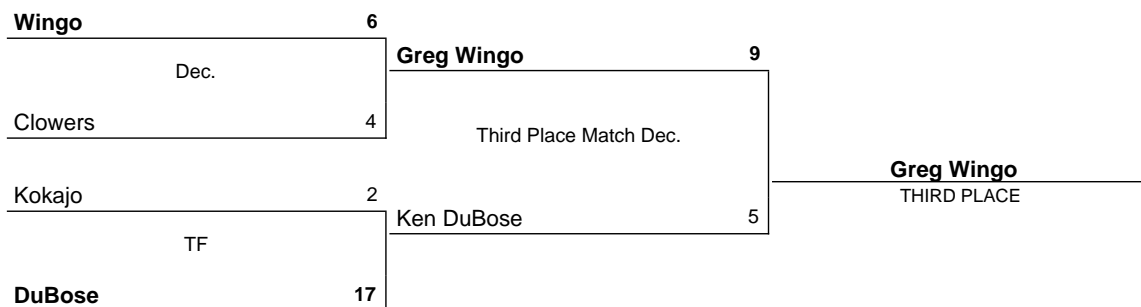 Wingo 6
Dec.
Clowers 4
Kokajo 2
TF
DuBose 17
Greg Wingo 9
Third Place Match Dec.
Ken DuBose 5
Greg Wingo
THIRD PLACE